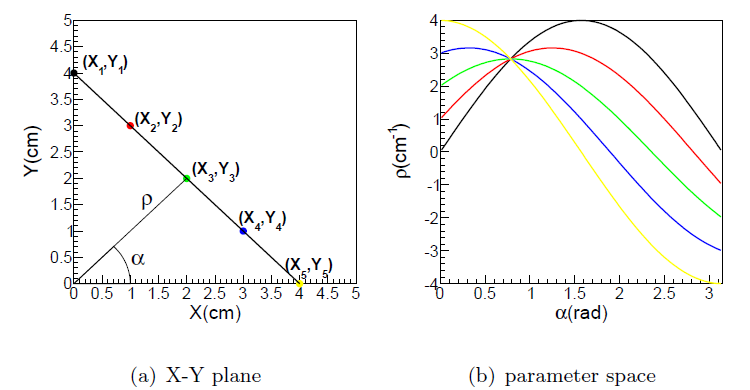 5
4.5
4
3.5
3
2.5
2
1.5
1
0.5
0
Y(cm)
(X1,Y1)
(X2,Y2)
(X3,Y3)
(X4,Y4)
(X5,Y5)
ρ
α
0 0.5 1 1.5 2 2.5 3 3.5 4 4.5 5
X(cm)
(a) X-Y plane
4
3
2
1
0
-1
-2
-3
-4
ρ(cm-1)
0 0.5 1 1.5 2 2.5 3
α(rad)
(b) parameter space